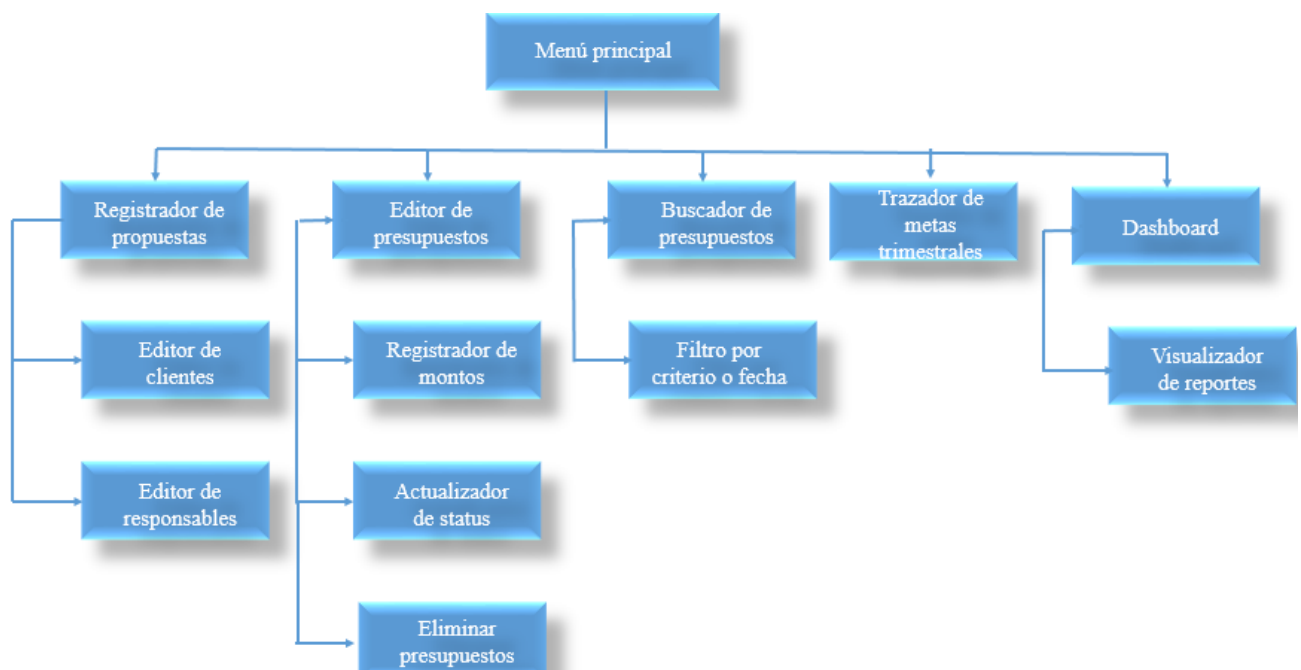 Menú principal
Registrador de
propuestas
Editor de
presupuestos
Buscador de
presupuestos
Trazador de
metas
trimestrales
Dashboard
Editor de
clientes
Registrador de
montos
Filtro por
criterio o fecha
Visualizador
de reportes
Editor de
responsables
Actualizador
de status
Eliminar
presupuestos